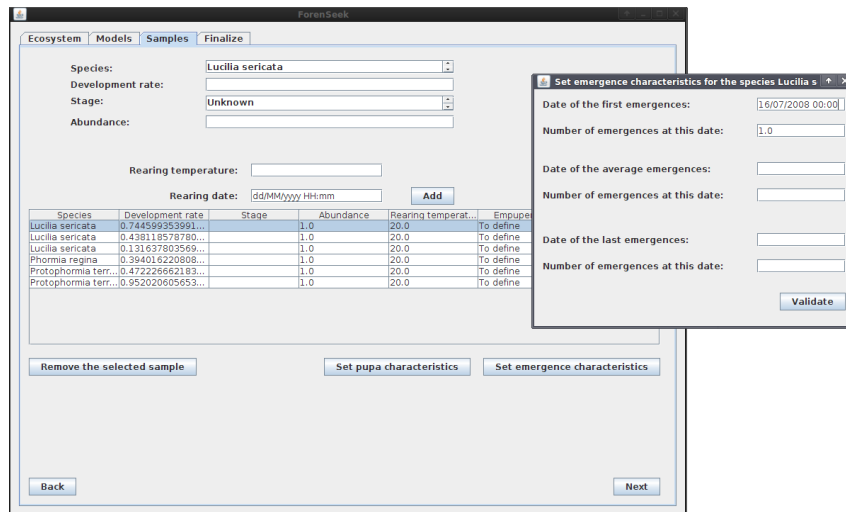 ForenSeek
Ecosystem Models Samples Finalize
Species: Lucilia sericata
Development rate:
Stage: Unknown
Abundance:
Rearing temperature:
Rearing date: dd/MM/yyyy HH:mm Add
Species Development rate Stage Abundance Rearing temperat... Empuper
Lucilia sericata 0.744599353991... 1.0 20.0 To define
Lucilia sericata 0.438118578780... 1.0 20.0 To define
Lucilia sericata 0.131637803569... 1.0 20.0 To define
Phormia regina 0.394016220808... 1.0 20.0 To define
Protophormia terr... 0.472226662183... 1.0 20.0 To define
Protophormia terr... 0.952020605653... 1.0 20.0 To define
Remove the selected sample Set pupa characteristics Set emergence characteristics
Back Next
Set emergence characteristics for the species Lucilia s
Date of the first emergences: 16/07/2008 00:00
Number of emergences at this date: 1.0
Date of the average emergences:
Number of emergences at this date:
Date of the last emergences:
Number of emergences at this date:
Validate